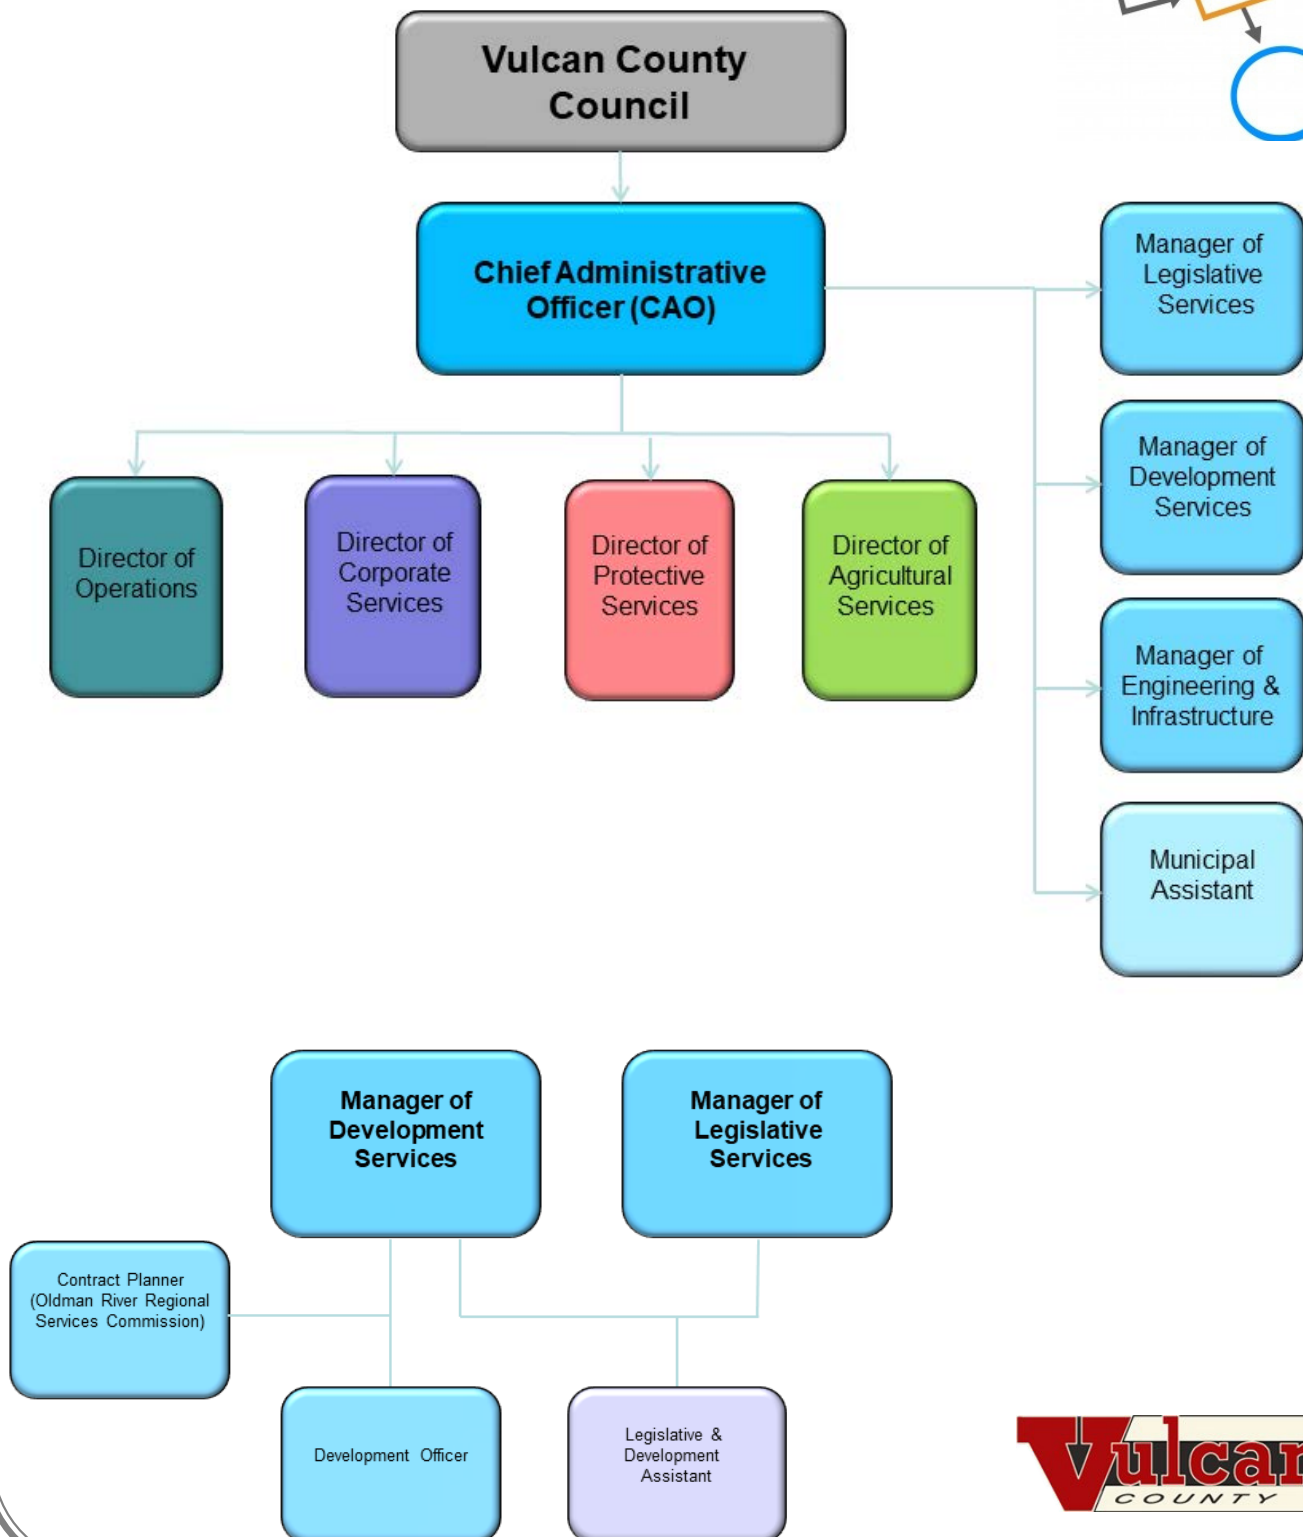 Vulcan County
Council
Chief Administrative
Officer (CAO)
Manager of
Legislative
Services
Manager of
Development
Services
Manager of
Engineering &
Infrastructure
Municipal
Assistant
Director of
Operations
Director of
Corporate
Services
Director of
Protective
Services
Director of
Agricultural
Services
Manager of
Development
Services
Manager of
Legislative
Services
Contract Planner
(Oldman River Regional
Services Commission)
Development Officer
Legislative &
Development
Assistant
Vulcan
COUNTY